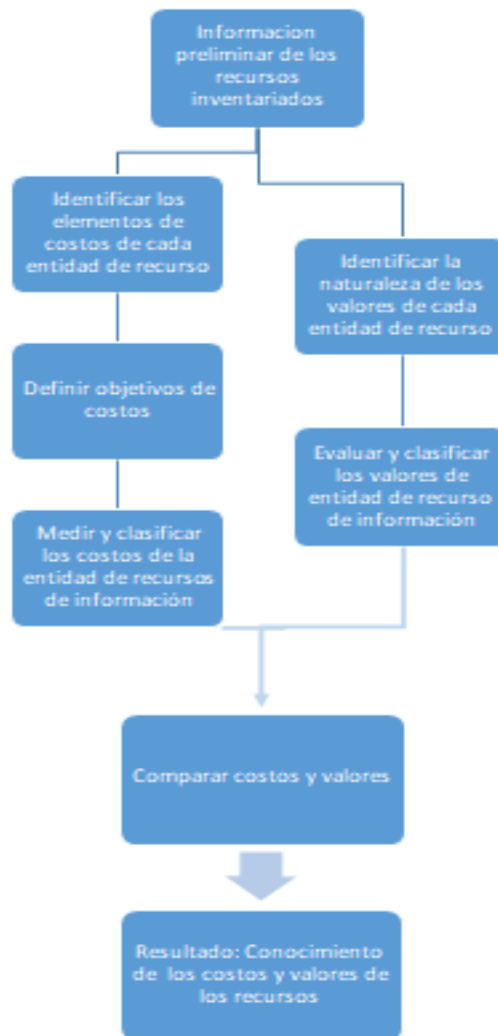 Informacion
preliminar de los
recursos
inventariados
Identificar los
elementos de
costos de cada
entidad de recurso
Identificar la
naturaleza de los
valores de cada
entidad de recurso
Definir objetivos de
costos
Evaluar y clasificar
los valores de
entidad de recurso
de información
Medir y clasificar
los costos de la
entidad de recursos
de información
Comparar costos y valores
Resultado: Conocimiento
de los costos y valores de
los recursos